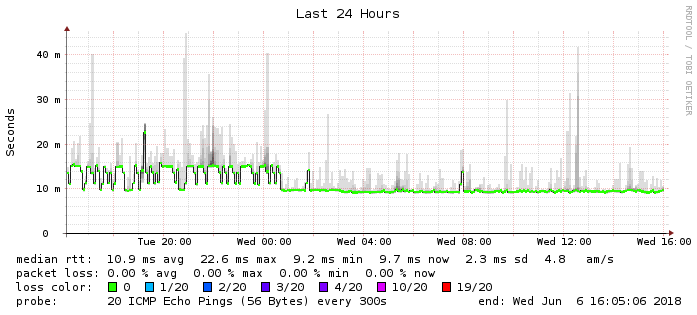 Last 24 Hours
RRDTOOL / TOBI OETIKER
Seconds
40 m
30 m
20 m
10 m
0
Tue 20:00 Wed 00:00 Wed 04:00 Wed 08:00 Wed 12:00 Wed 16:00
median rtt: 10.9 ms avg 22.6 ms max 9.2 ms min 9.7 ms now 2.3 ms sd 4.8 am/s
packet loss: 0.00 % avg 0.00 % max 0.00 % min 0.00 % now
loss color: 0 1/20 2/20 3/20 4/20 10/20 19/20
probe: 20 ICMP Echo Pings (56 Bytes) every 300s end: Wed Jun 6 16:05:06 2018